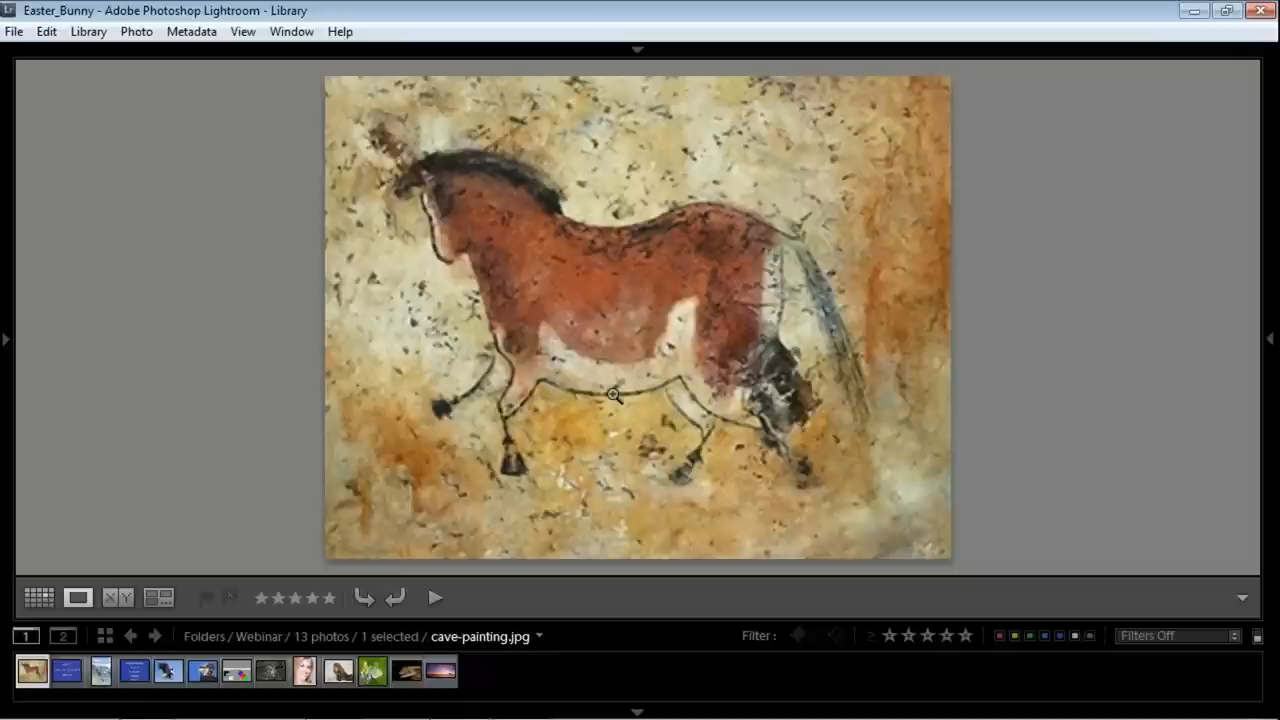 Lr Easter_Bunny - Adobe Photoshop Lightroom - Library
File Edit Library Photo Metadata View Window Help
X Y
1 2 Folders / Webinar / 13 photos / 1 selected / cave-painting.jpg Filter : Filters Off